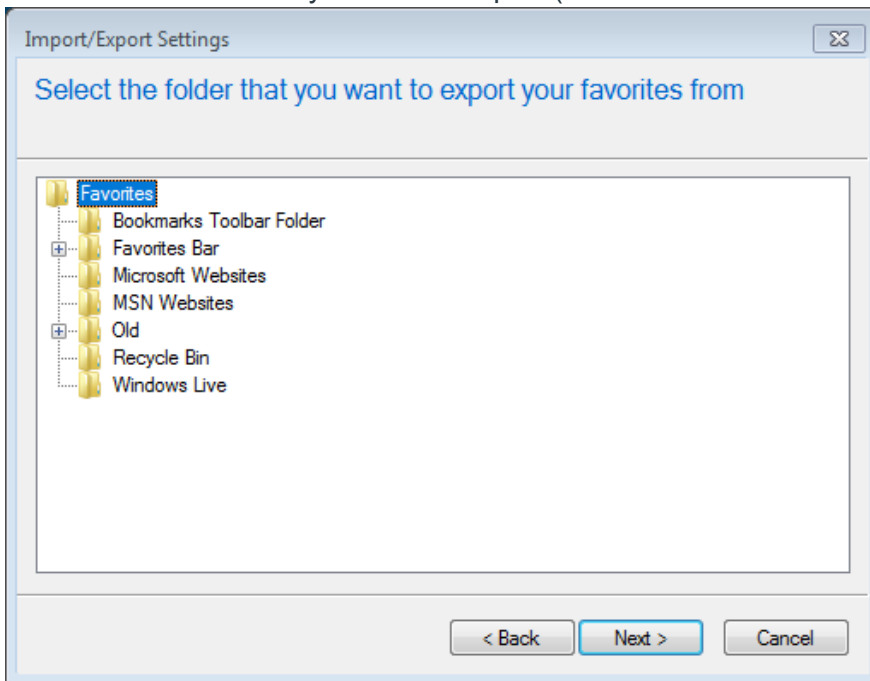 Import/Export Settings
Select the folder that you want to export your favorites from
Favorites
Bookmarks Toolbar Folder
Favorites Bar
Microsoft Websites
MSN Websites
Old
Recycle Bin
Windows Live
< Back Next > Cancel